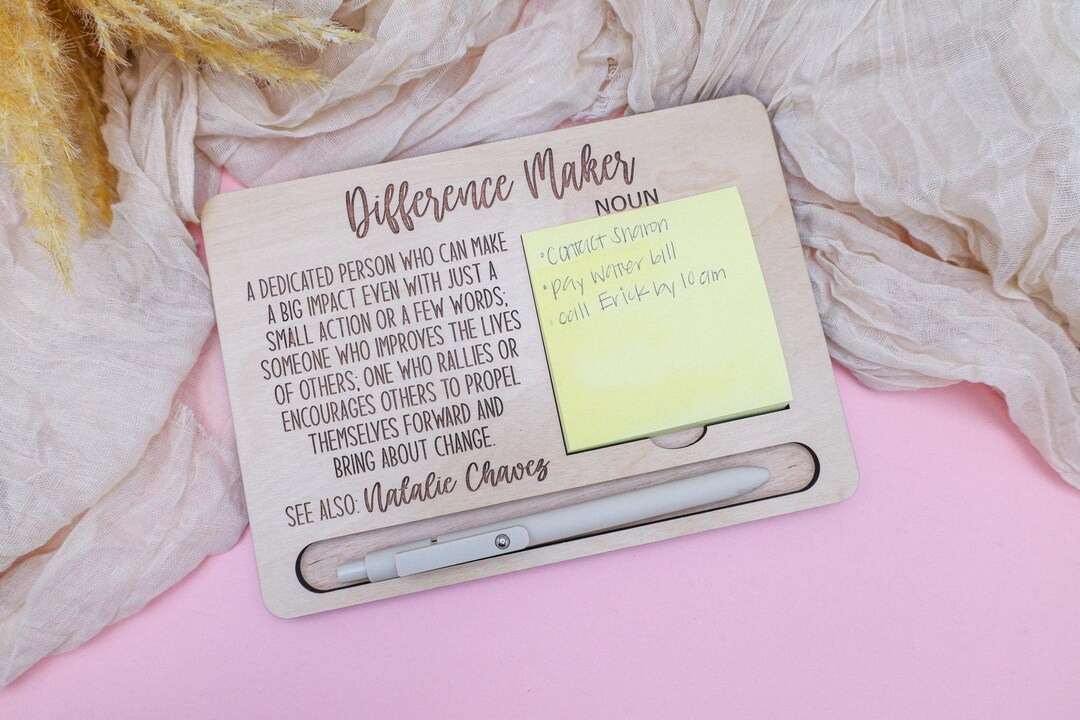 Difference Maker
NOUN
A DEDICATED PERSON WHO CAN MAKE
A BIG IMPACT EVEN WITH JUST A
SMALL ACTION OR A FEW WORDS;
SOMEONE WHO IMPROVES THE LIVES
OF OTHERS; ONE WHO RALLIES OR
ENCOURAGES OTHERS TO PROPEL
THEMSELVES FORWARD AND
BRING ABOUT CHANGE.
SEE ALSO: Natalie Chavez
• Contact Sharon
• pay water bill
• call Erick by 10 am